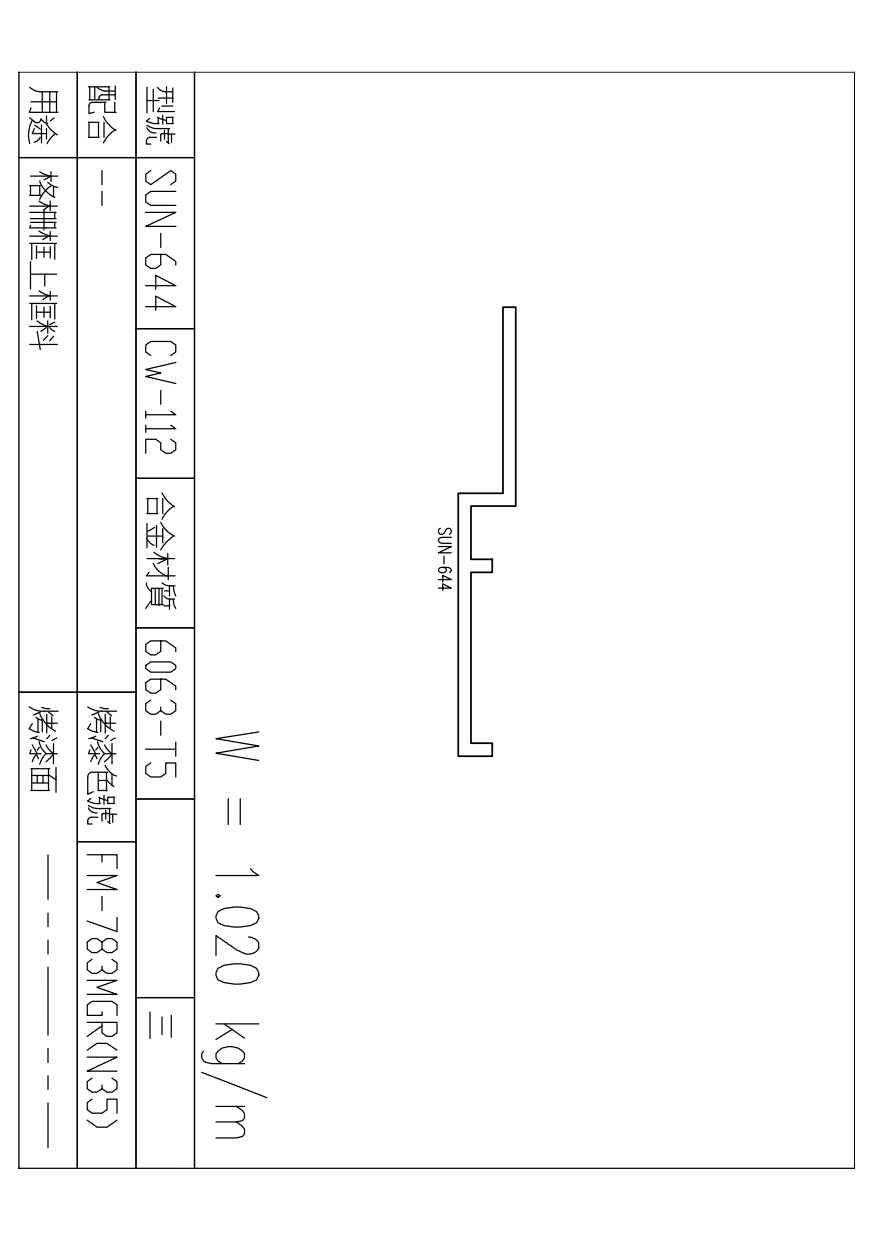 SUN-644
W = 1.020 kg/m
型號 SUN-644 CW-112 合金材質 6063-T5 三
配合 -- 烤漆色號 FM-783MGR(N35)
用途 格柵框上框料 烤漆面